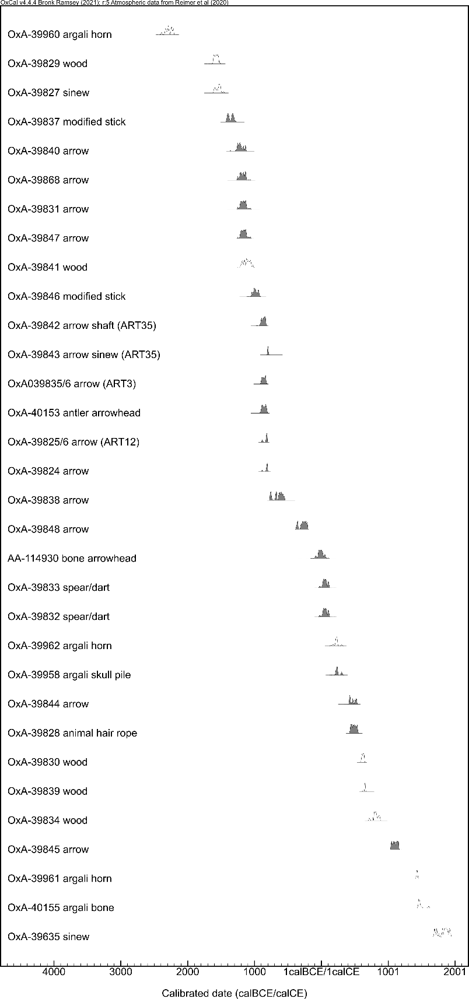 OxCal v4.4.4 Bronk Ramsey (2021); r:5 Atmospheric data from Reimer et al (2020)
OxA-39960 argali horn
OxA-39829 wood
OxA-39827 sinew
OxA-39837 modified stick
OxA-39840 arrow
OxA-39868 arrow
OxA-39831 arrow
OxA-39847 arrow
OxA-39841 wood
OxA-39846 modified stick
OxA-39842 arrow shaft (ART35)
OxA-39843 arrow sinew (ART35)
OxA039835/6 arrow (ART3)
OxA-40153 antler arrowhead
OxA-39825/6 arrow (ART12)
OxA-39824 arrow
OxA-39838 arrow
OxA-39848 arrow
AA-114930 bone arrowhead
OxA-39833 spear/dart
OxA-39832 spear/dart
OxA-39962 argali horn
OxA-39958 argali skull pile
OxA-39844 arrow
OxA-39828 animal hair rope
OxA-39830 wood
OxA-39839 wood
OxA-39834 wood
OxA-39845 arrow
OxA-39961 argali horn
OxA-40155 argali bone
OxA-39635 sinew
4000 3000 2000 1000 1calBCE/1calCE 1001 2001
Calibrated date (calBCE/calCE)